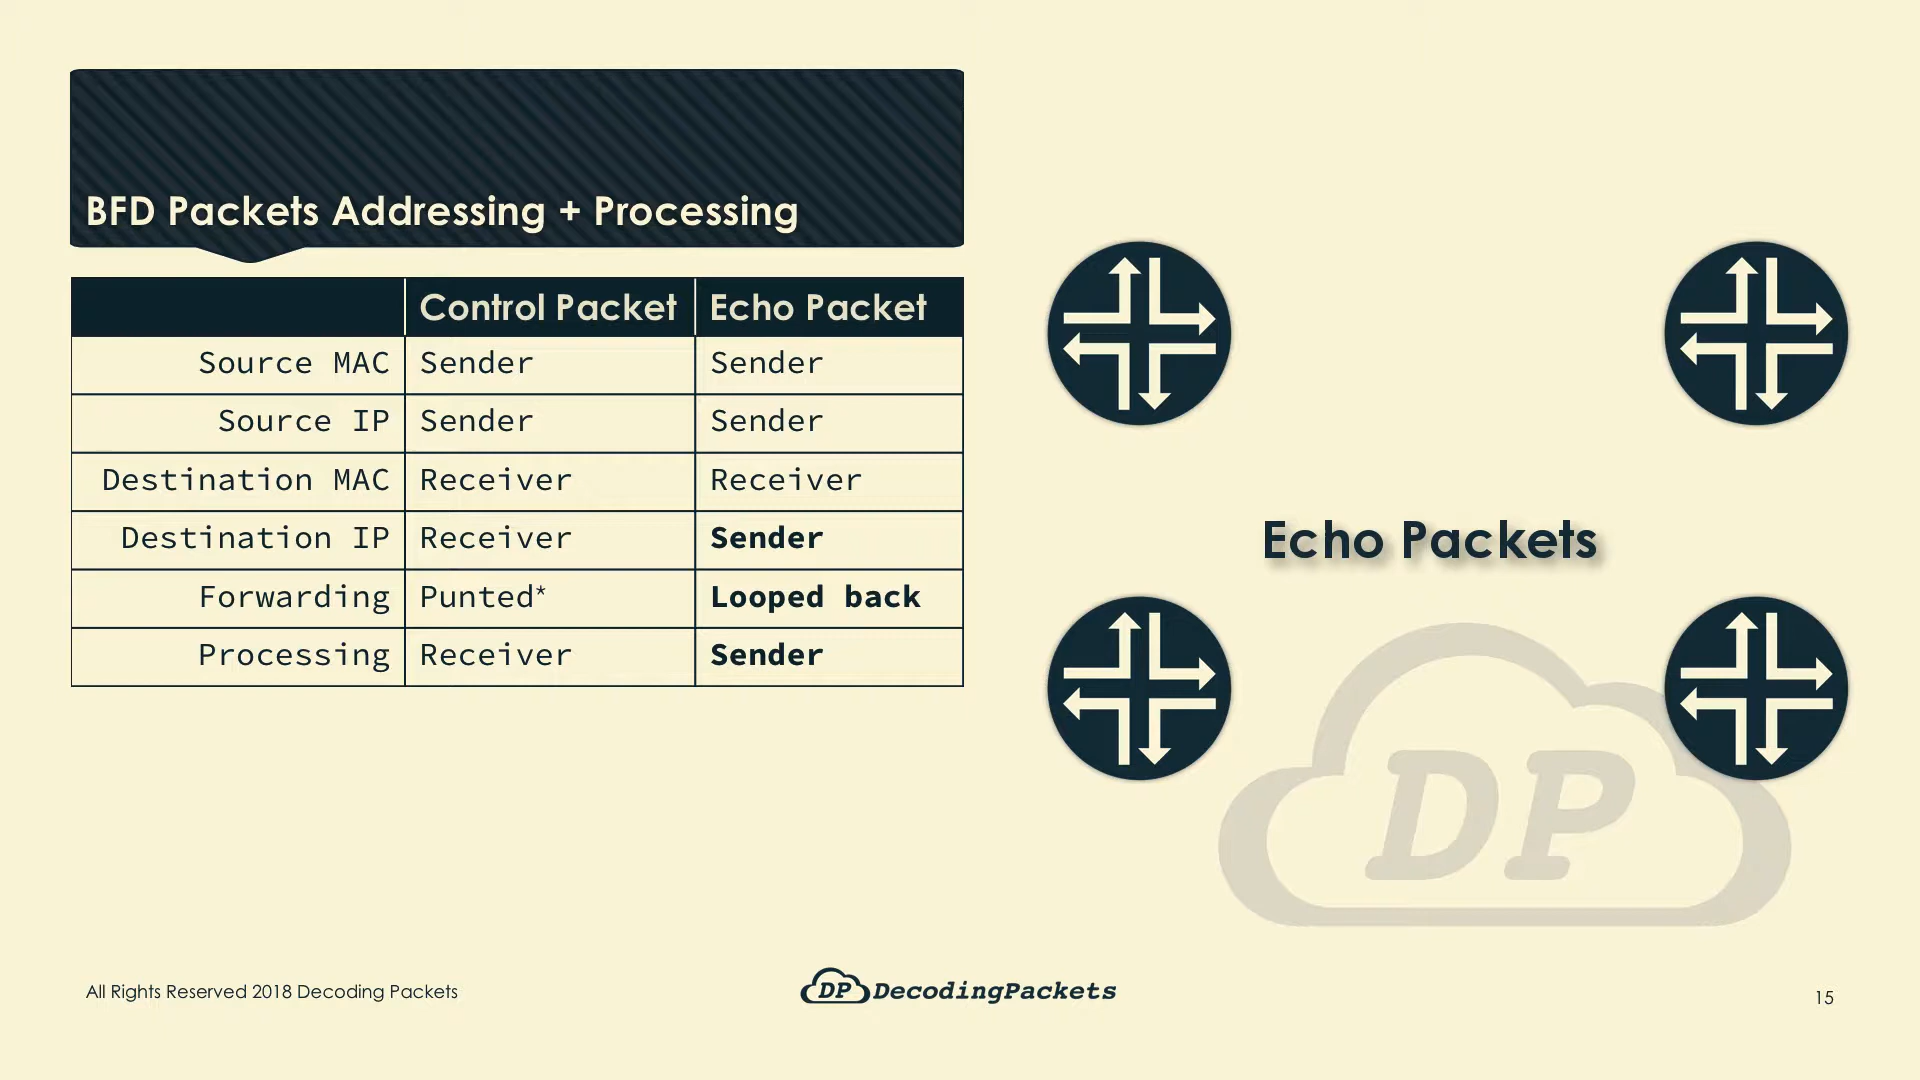 BFD Packets Addressing + Processing
Control Packet Echo Packet
Source MAC Sender Sender
Source IP Sender Sender
Destination MAC Receiver Receiver
Destination IP Receiver Sender
Forwarding Punted* Looped back
Processing Receiver Sender
Echo Packets
DP
All Rights Reserved 2018 Decoding Packets
DP DecodingPackets
15